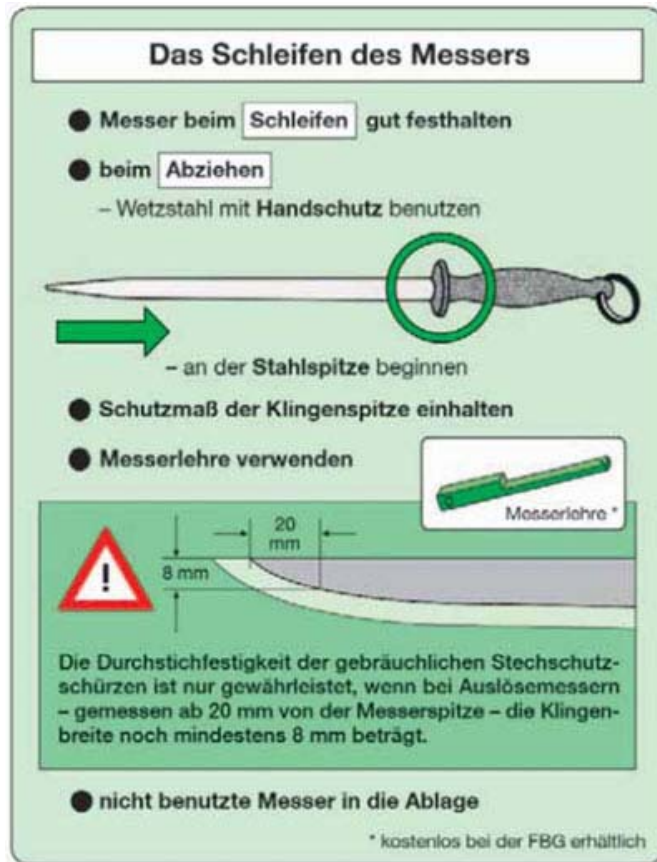 Das Schleifen des Messers
● Messer beim Schleifen gut festhalten
● beim Abziehen
– Wetzstahl mit Handschutz benutzen
– an der Stahlspitze beginnen
● Schutzmaß der Klingenspitze einhalten
● Messerlehre verwenden
Messerlehre *
20
mm
8 mm
!
Die Durchstichfestigkeit der gebräuchlichen Stechschutz-
schürzen ist nur gewährleistet, wenn bei Auslösemessern
– gemessen ab 20 mm von der Messerspitze – die Klingen-
breite noch mindestens 8 mm beträgt.
● nicht benutzte Messer in die Ablage
* kostenlos bei der FBG erhältlich